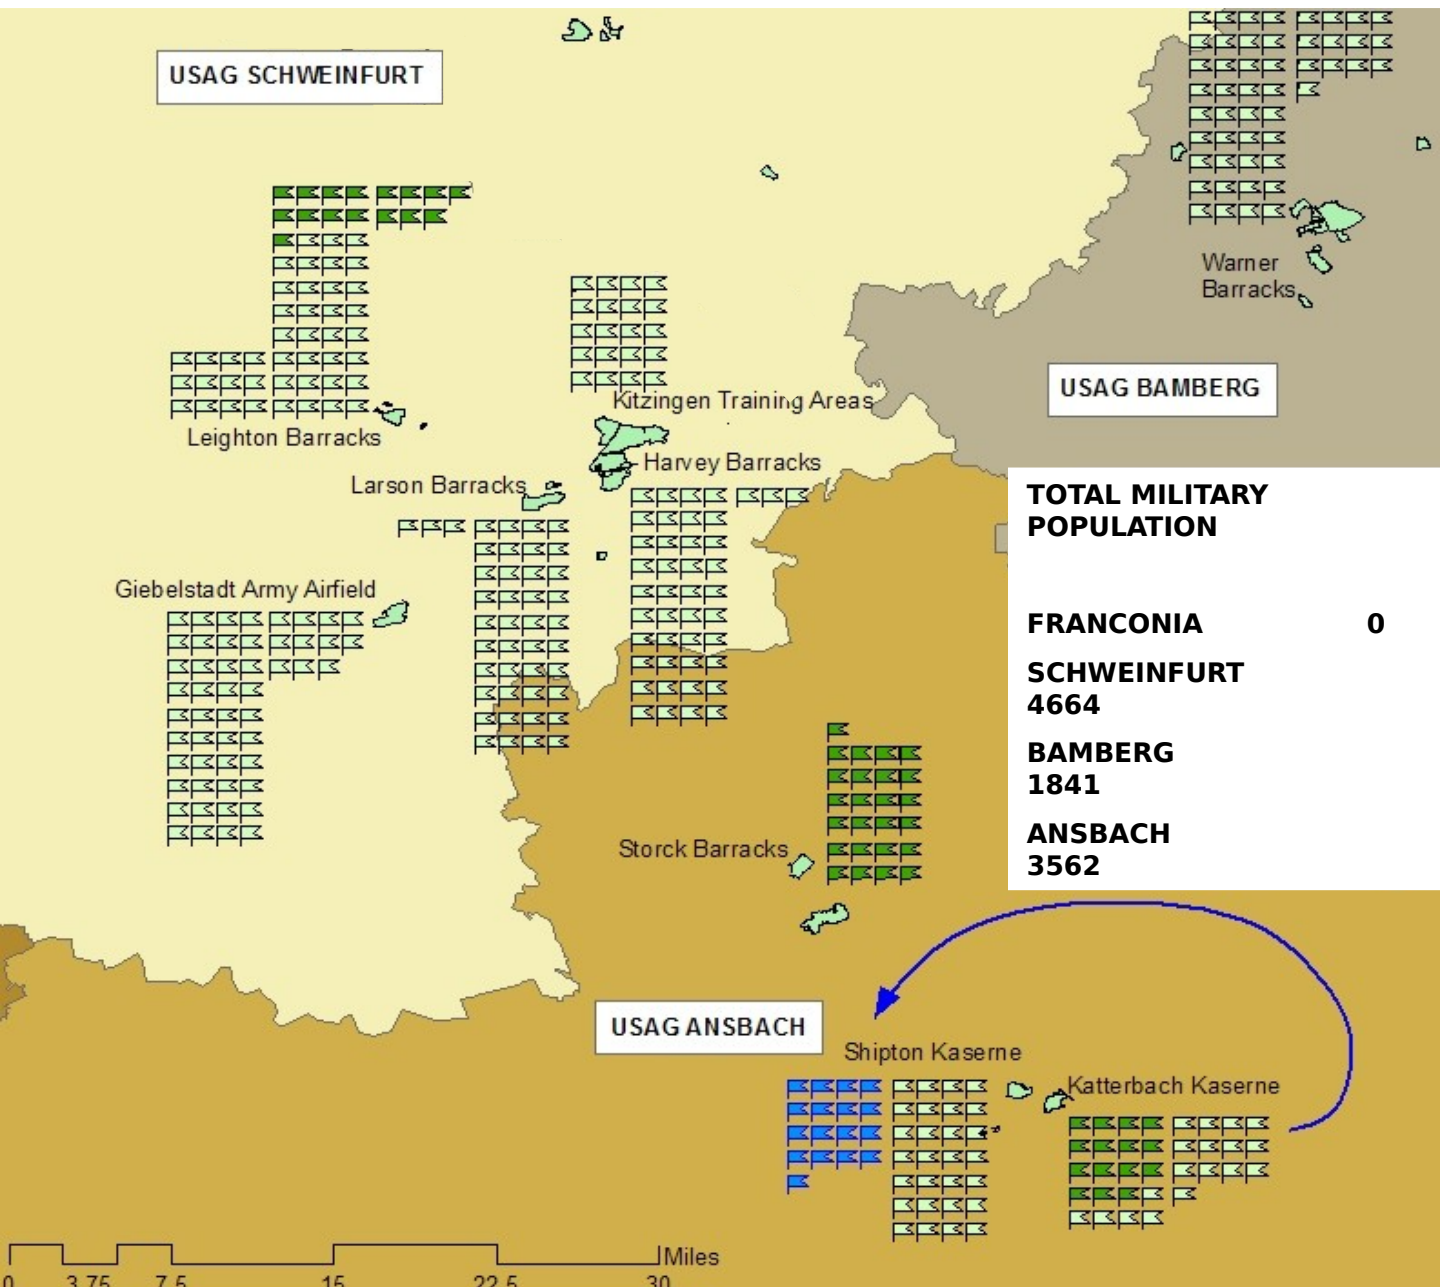 USAG SCHWEINFURT
Warner
Barracks
USAG BAMBERG
Kitzingen Training Areas
Leighton Barracks
Harvey Barracks
Larson Barracks
TOTAL MILITARY
POPULATION
Giebelstadt Army Airfield
FRANCONIA 0
SCHWEINFURT
4664
BAMBERG
1841
ANSBACH
3562
Storck Barracks
USAG ANSBACH
Shipton Kaserne
Katterbach Kaserne
Miles
0 3.75 7.5 15 22.5 30